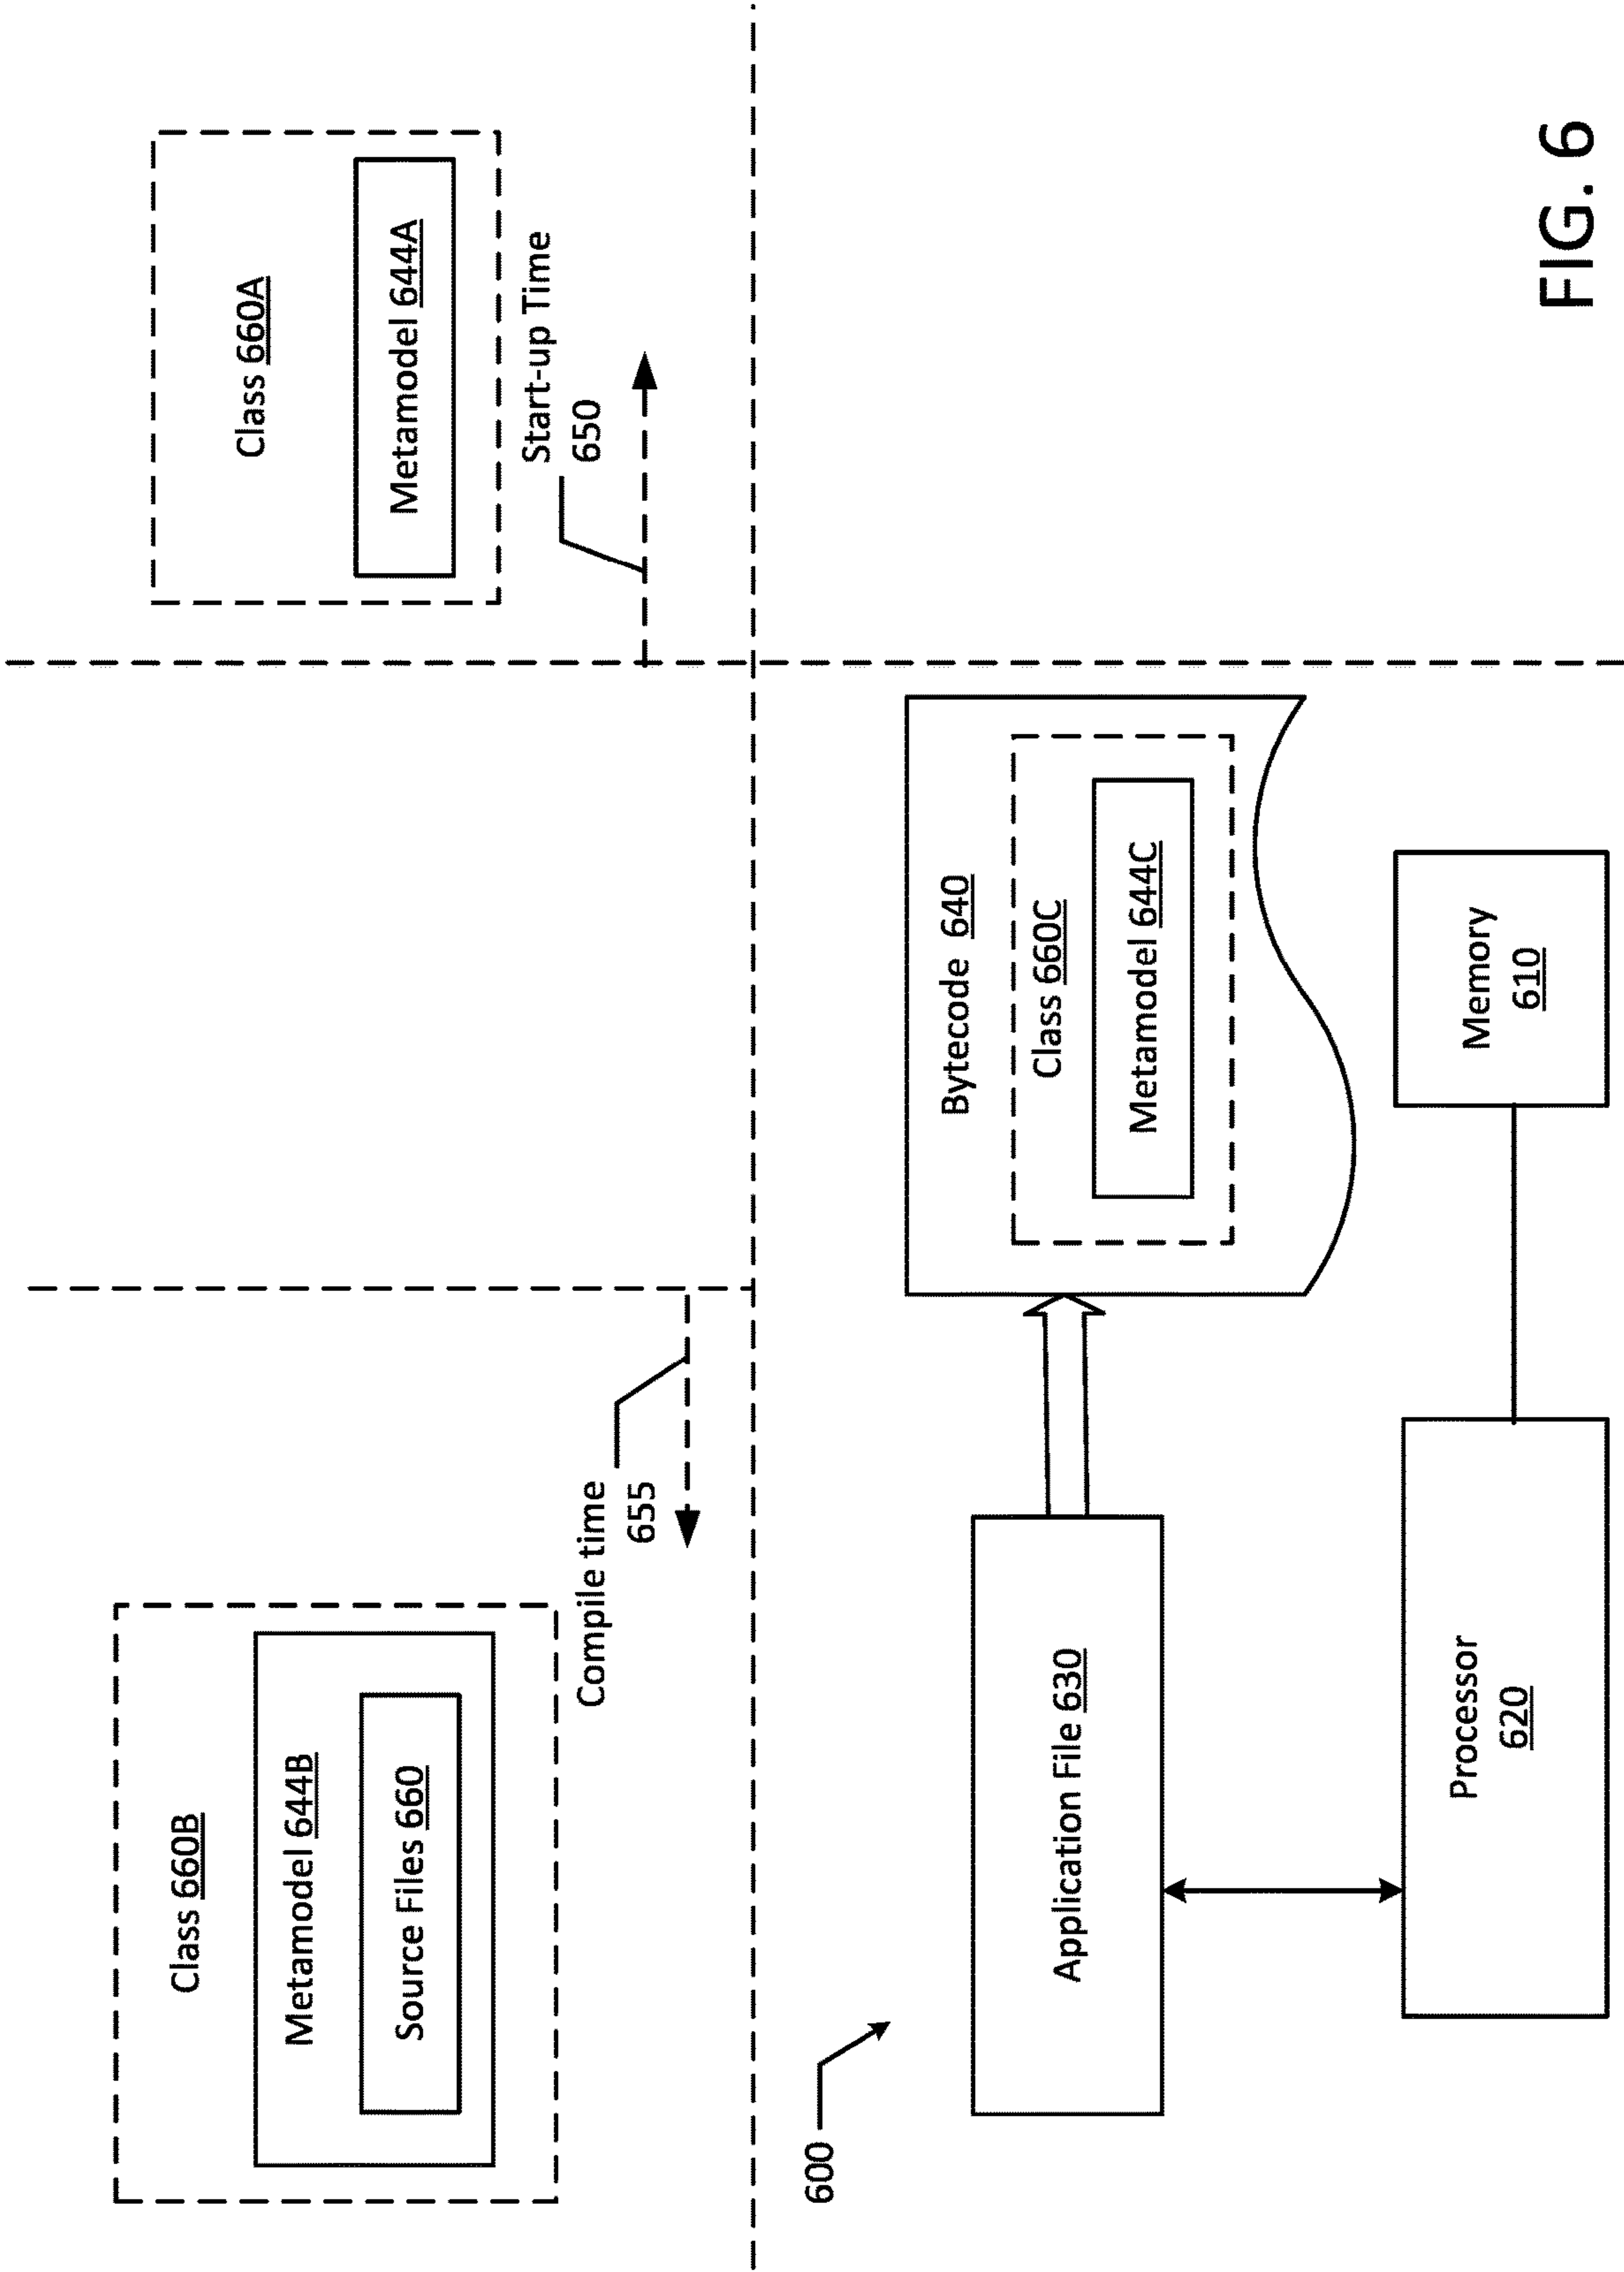 Class 660B
Metamodel 644B
Source Files 660
Compile time
655
Class 660A
Metamodel 644A
Start-up Time
650
600
Application File 630
Bytecode 640
Class 660C
Metamodel 644C
Processor
620
Memory
610
FIG. 6